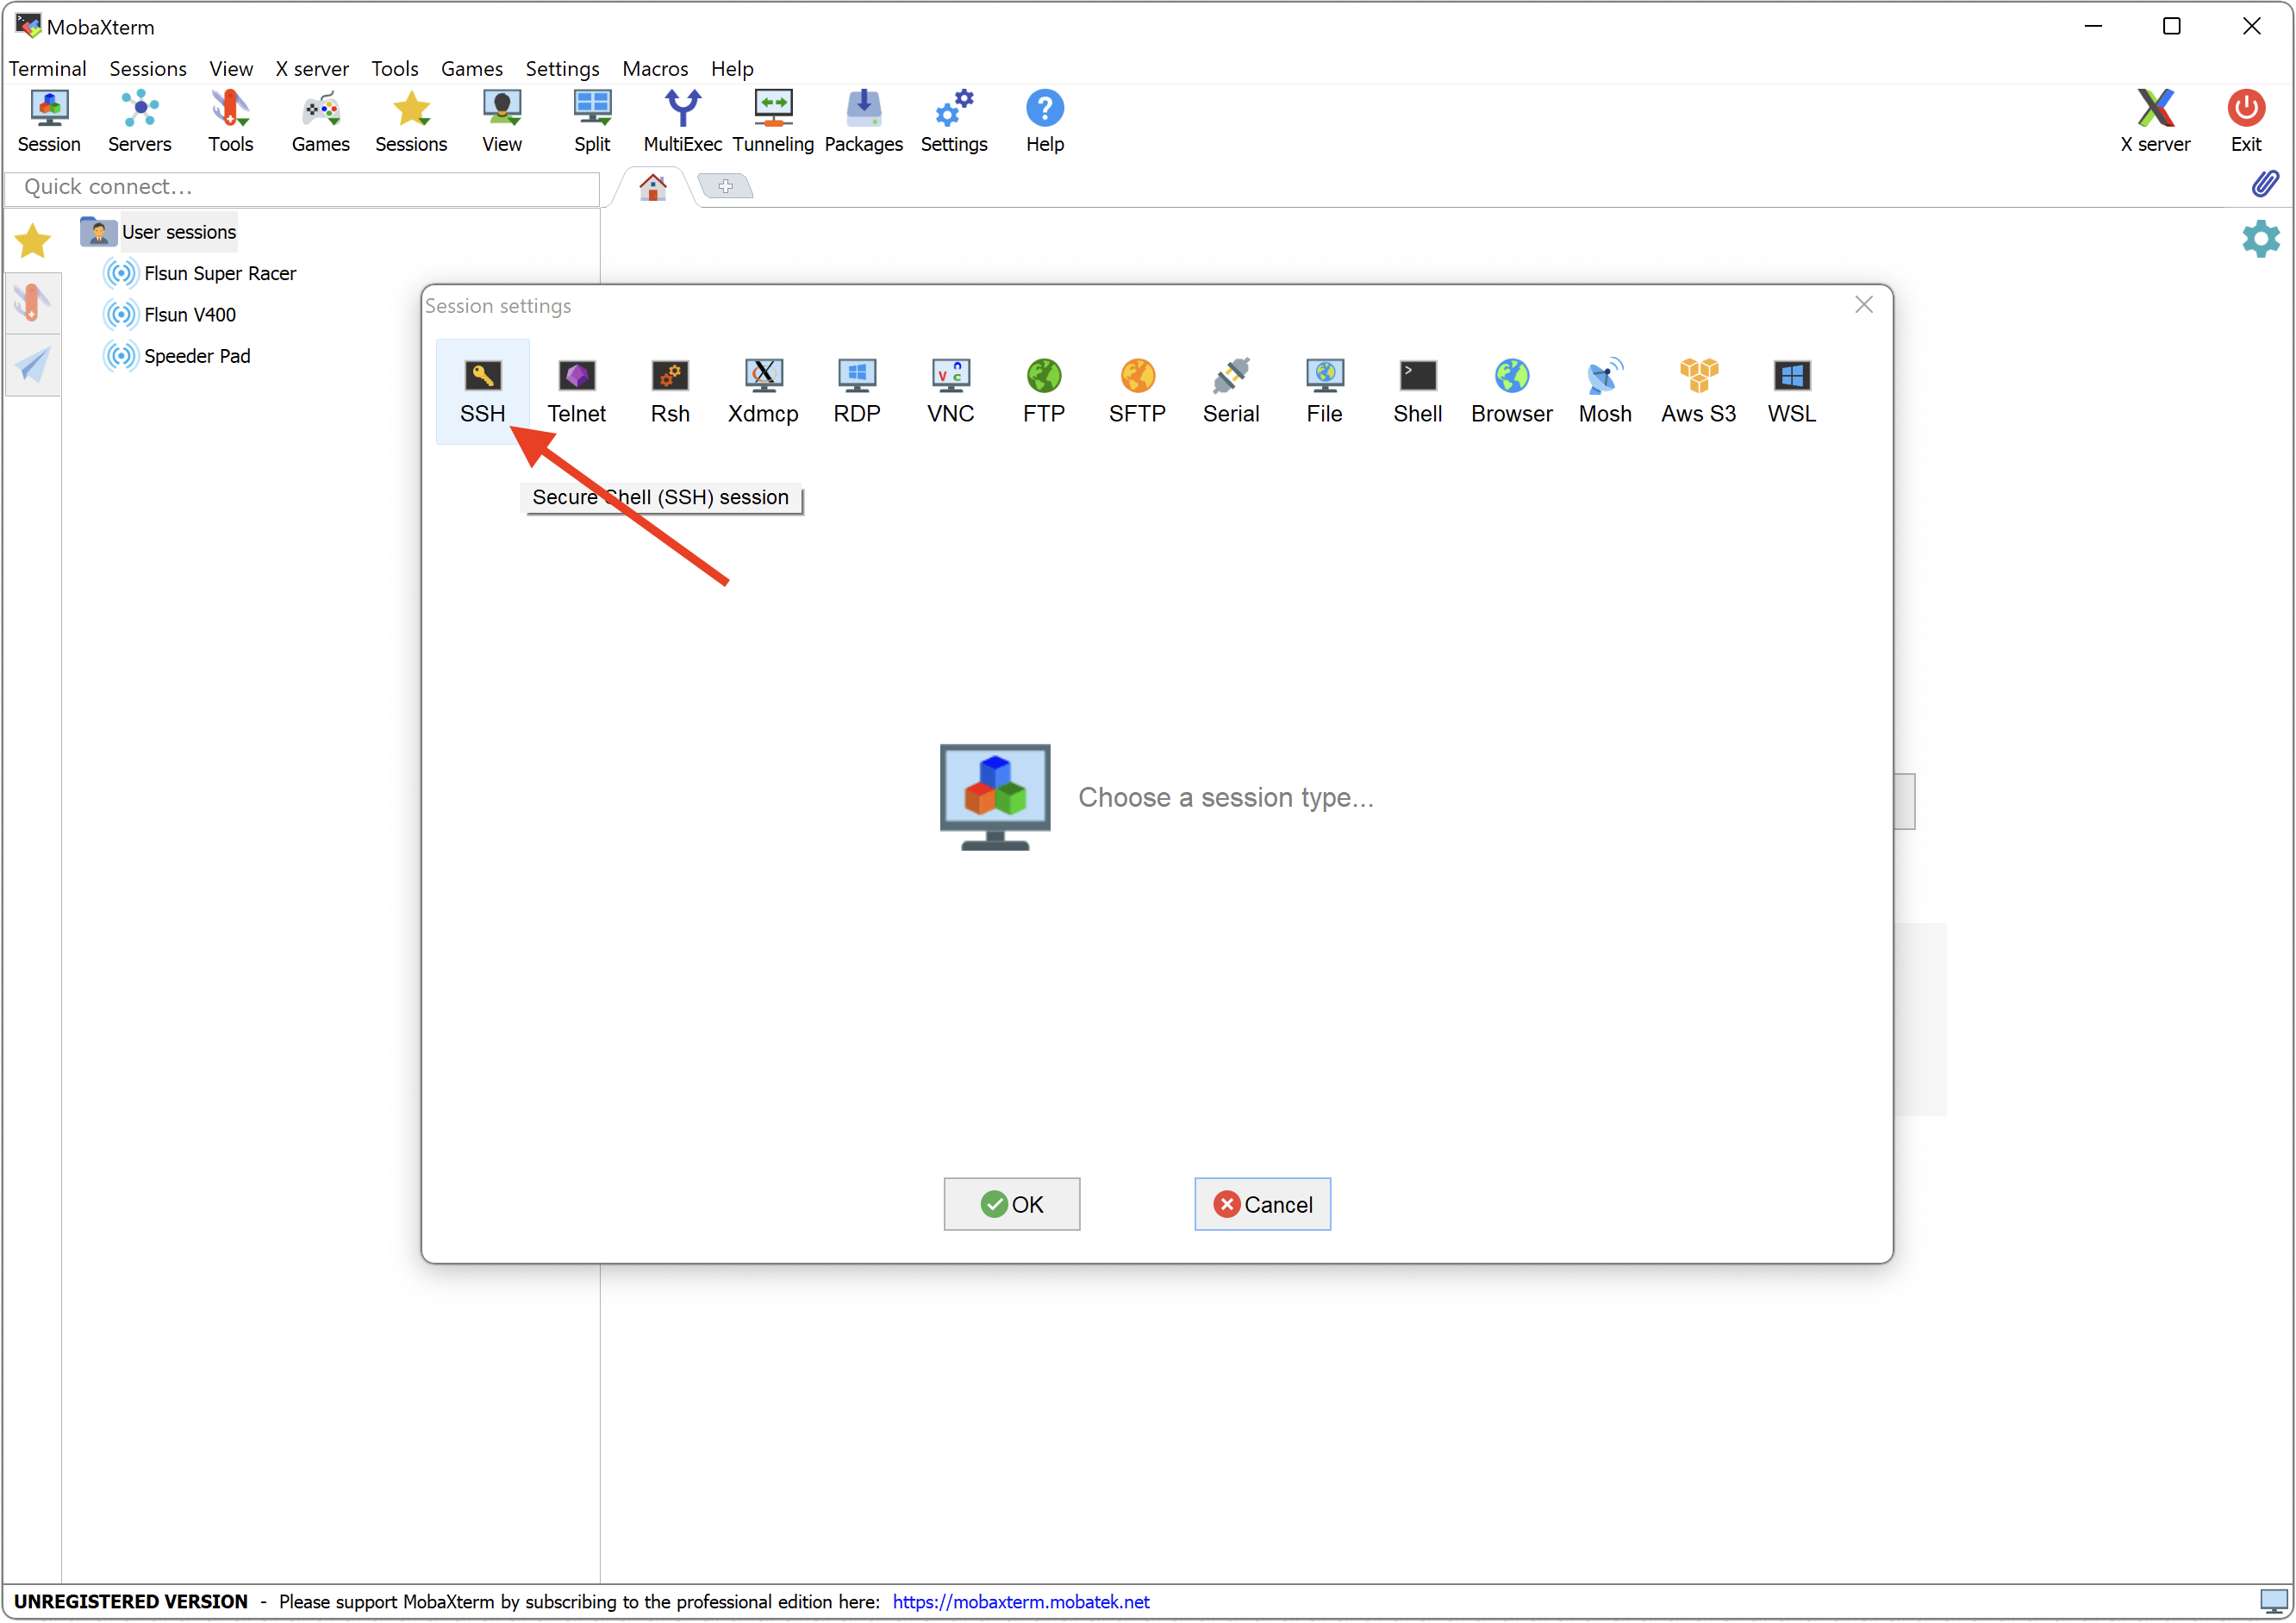 MobaXterm
Terminal Sessions View X server Tools Games Settings Macros Help
Session Servers Tools Games Sessions View Split MultiExec Tunneling Packages Settings Help X server Exit
Quick connect...
User sessions
Flsun Super Racer
Flsun V400
Speeder Pad
Session settings
SSH Telnet Rsh Xdmcp RDP VNC FTP SFTP Serial File Shell Browser Mosh Aws S3 WSL
Secure Shell (SSH) session
Choose a session type...
OK Cancel
UNREGISTERED VERSION - Please support MobaXterm by subscribing to the professional edition here: https://mobaxterm.mobatek.net